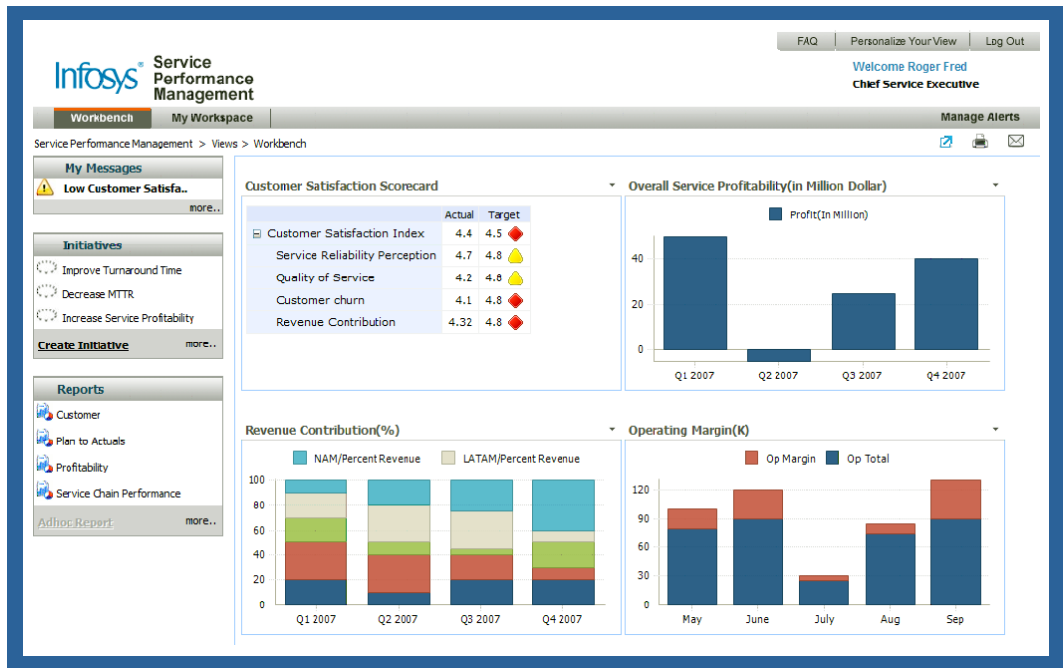 FAQ Personalize Your View Log Out
Infosys Service
Performance
Management
Welcome Roger Fred
Chief Service Executive
Workbench My Workspace Manage Alerts
Service Performance Management > Views > Workbench
My Messages
Low Customer Satisfa..
more..
Initiatives
Improve Turnaround Time
Decrease MTTR
Increase Service Profitability
Create Initiative more..
Reports
Customer
Plan to Actuals
Profitability
Service Chain Performance
Adhoc Report more..
Customer Satisfaction Scorecard
Actual Target
Customer Satisfaction Index 4.4 4.5
Service Reliability Perception 4.7 4.8
Quality of Service 4.2 4.8
Customer churn 4.1 4.8
Revenue Contribution 4.32 4.8
Overall Service Profitability(in Million Dollar)
Profit(In Million)
40
20
0
Q1 2007 Q2 2007 Q3 2007 Q4 2007
Revenue Contribution(%)
NAM/Percent Revenue LATAM/Percent Revenue
100
80
60
40
20
0
Q1 2007 Q2 2007 Q3 2007 Q4 2007
Operating Margin(K)
Op Margin Op Total
120
90
60
30
0
May June July Aug Sep